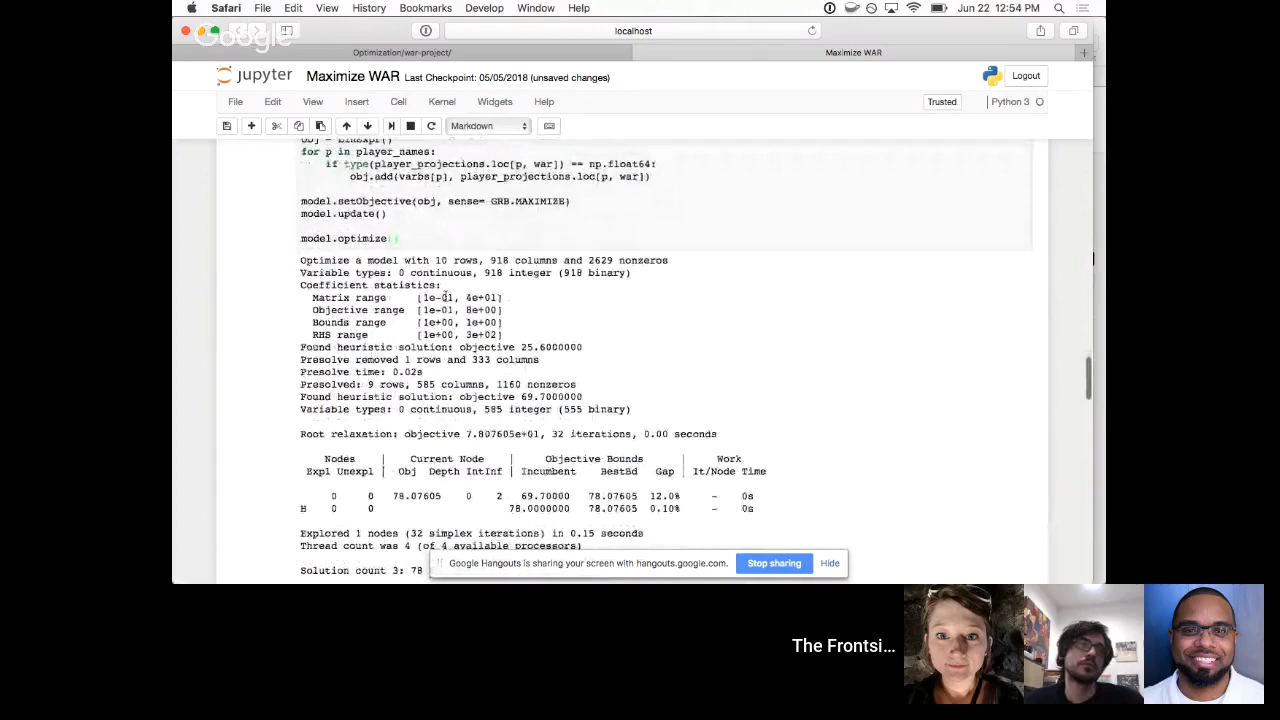 Safari File Edit View History Bookmarks Develop Window Help Jun 22 12:54 PM
Google
localhost
Optimization/war-project/ Maximize WAR
jupyter Maximize WAR Last Checkpoint: 05/05/2018 (unsaved changes) Logout
File Edit View Insert Cell Kernel Widgets Help Trusted Python 3
Markdown
for p in player_names:
if type(player_projections.loc[p, war]) == np.float64:
obj.add(varbs[p], player_projections.loc[p, war])
model.setObjective(obj, sense= GRB.MAXIMIZE)
model.update()
model.optimize()
Optimize a model with 10 rows, 918 columns and 2629 nonzeros
Variable types: 0 continuous, 918 integer (918 binary)
Coefficient statistics:
Matrix range [1e-01, 4e+01]
Objective range [1e-01, 8e+00]
Bounds range [1e+00, 1e+00]
RHS range [1e+00, 3e+02]
Found heuristic solution: objective 25.6000000
Presolve removed 1 rows and 333 columns
Presolve time: 0.02s
Presolved: 9 rows, 585 columns, 1160 nonzeros
Found heuristic solution: objective 69.7000000
Variable types: 0 continuous, 585 integer (555 binary)
Root relaxation: objective 7.807605e+01, 32 iterations, 0.00 seconds
Nodes | Current Node | Objective Bounds | Work
Expl Unexpl | Obj Depth IntInf | Incumbent BestBd Gap | It/Node Time
0 0 78.07605 0 2 69.70000 78.07605 12.0% - 0s
H 0 0 78.0000000 78.07605 0.10% - 0s
Explored 1 nodes (32 simplex iterations) in 0.15 seconds
Thread count was 4 (of 4 available processors)
Solution count 3: 78
Google Hangouts is sharing your screen with hangouts.google.com. Stop sharing Hide
The Frontsi...